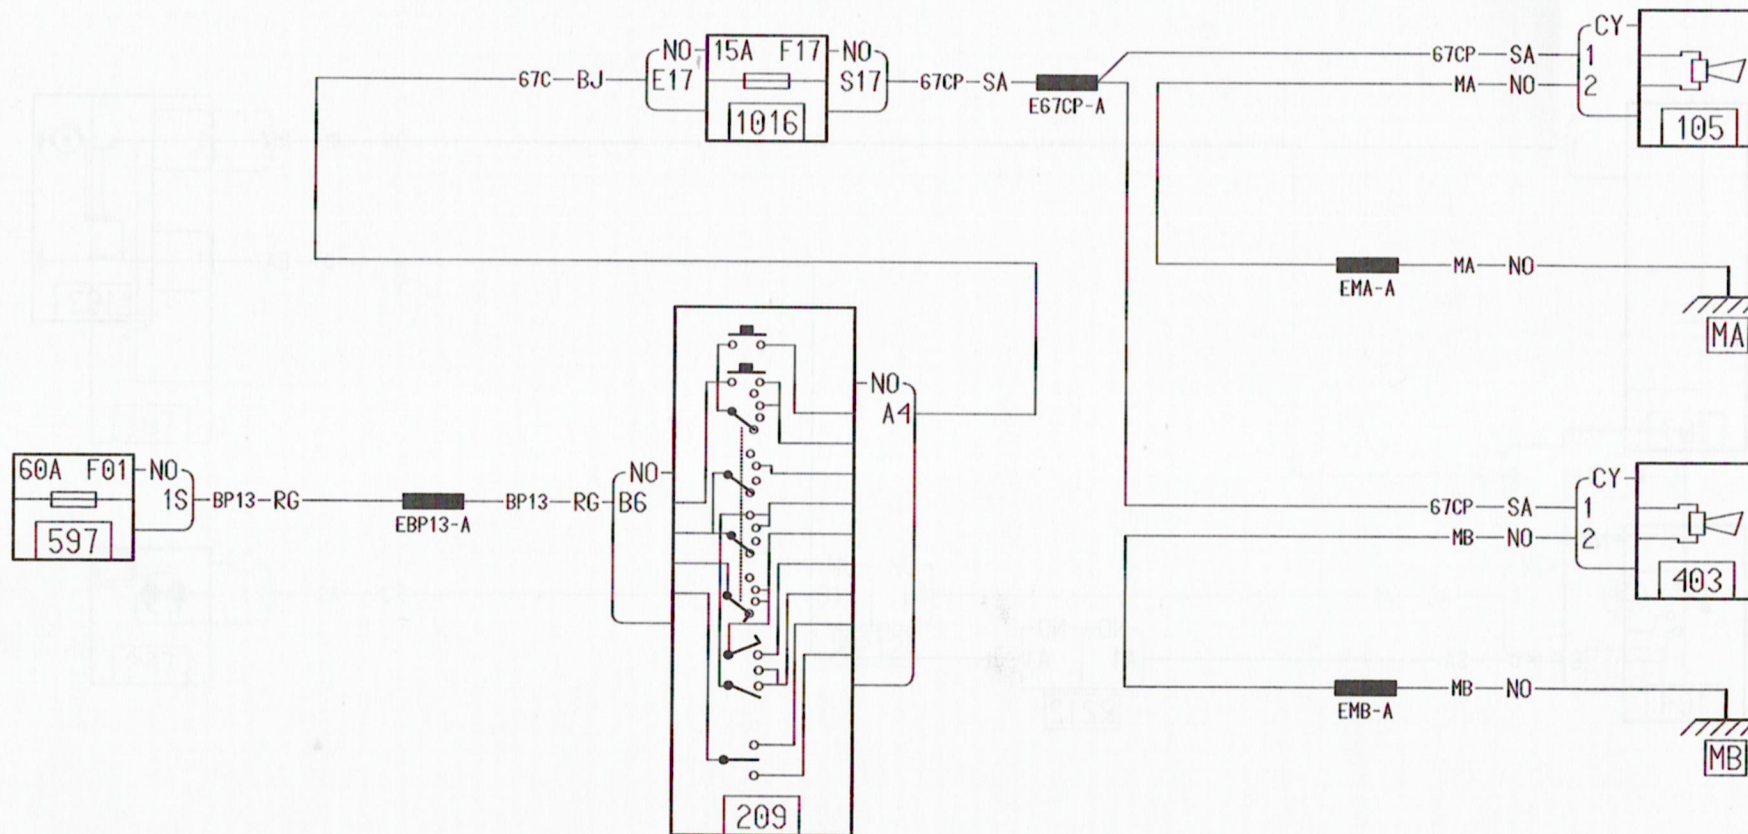 CY
NO 15A F17 NO 67CP SA 1
67C BJ E17 S17 67CP SA MA NO 2
E67CP-A
1016 105
MA NO
EMA-A
MA
NO
A4
60A F01 NO NO CY
1S BP13 RG BP13 RG B6 67CP SA 1
EBP13-A
597 MB NO 2
403
MB NO
EMB-A
MB
209